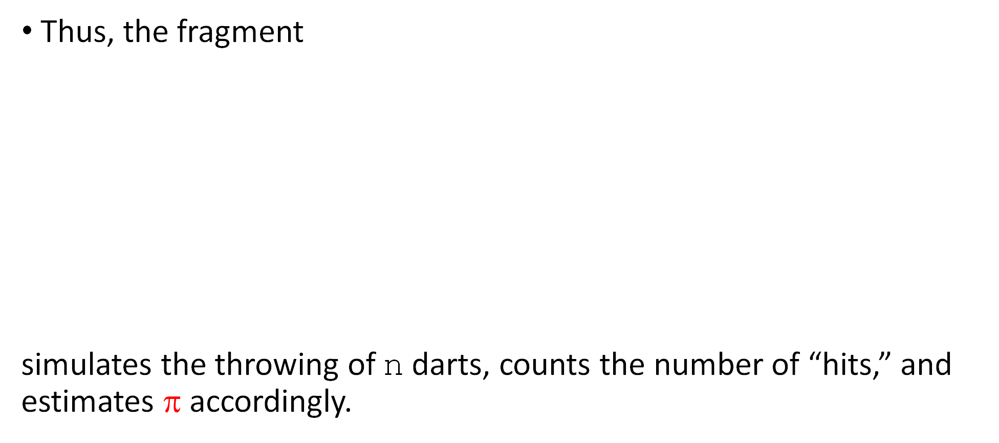 • Thus, the fragment
simulates the throwing of n darts, counts the number of “hits,” and
estimates π accordingly.